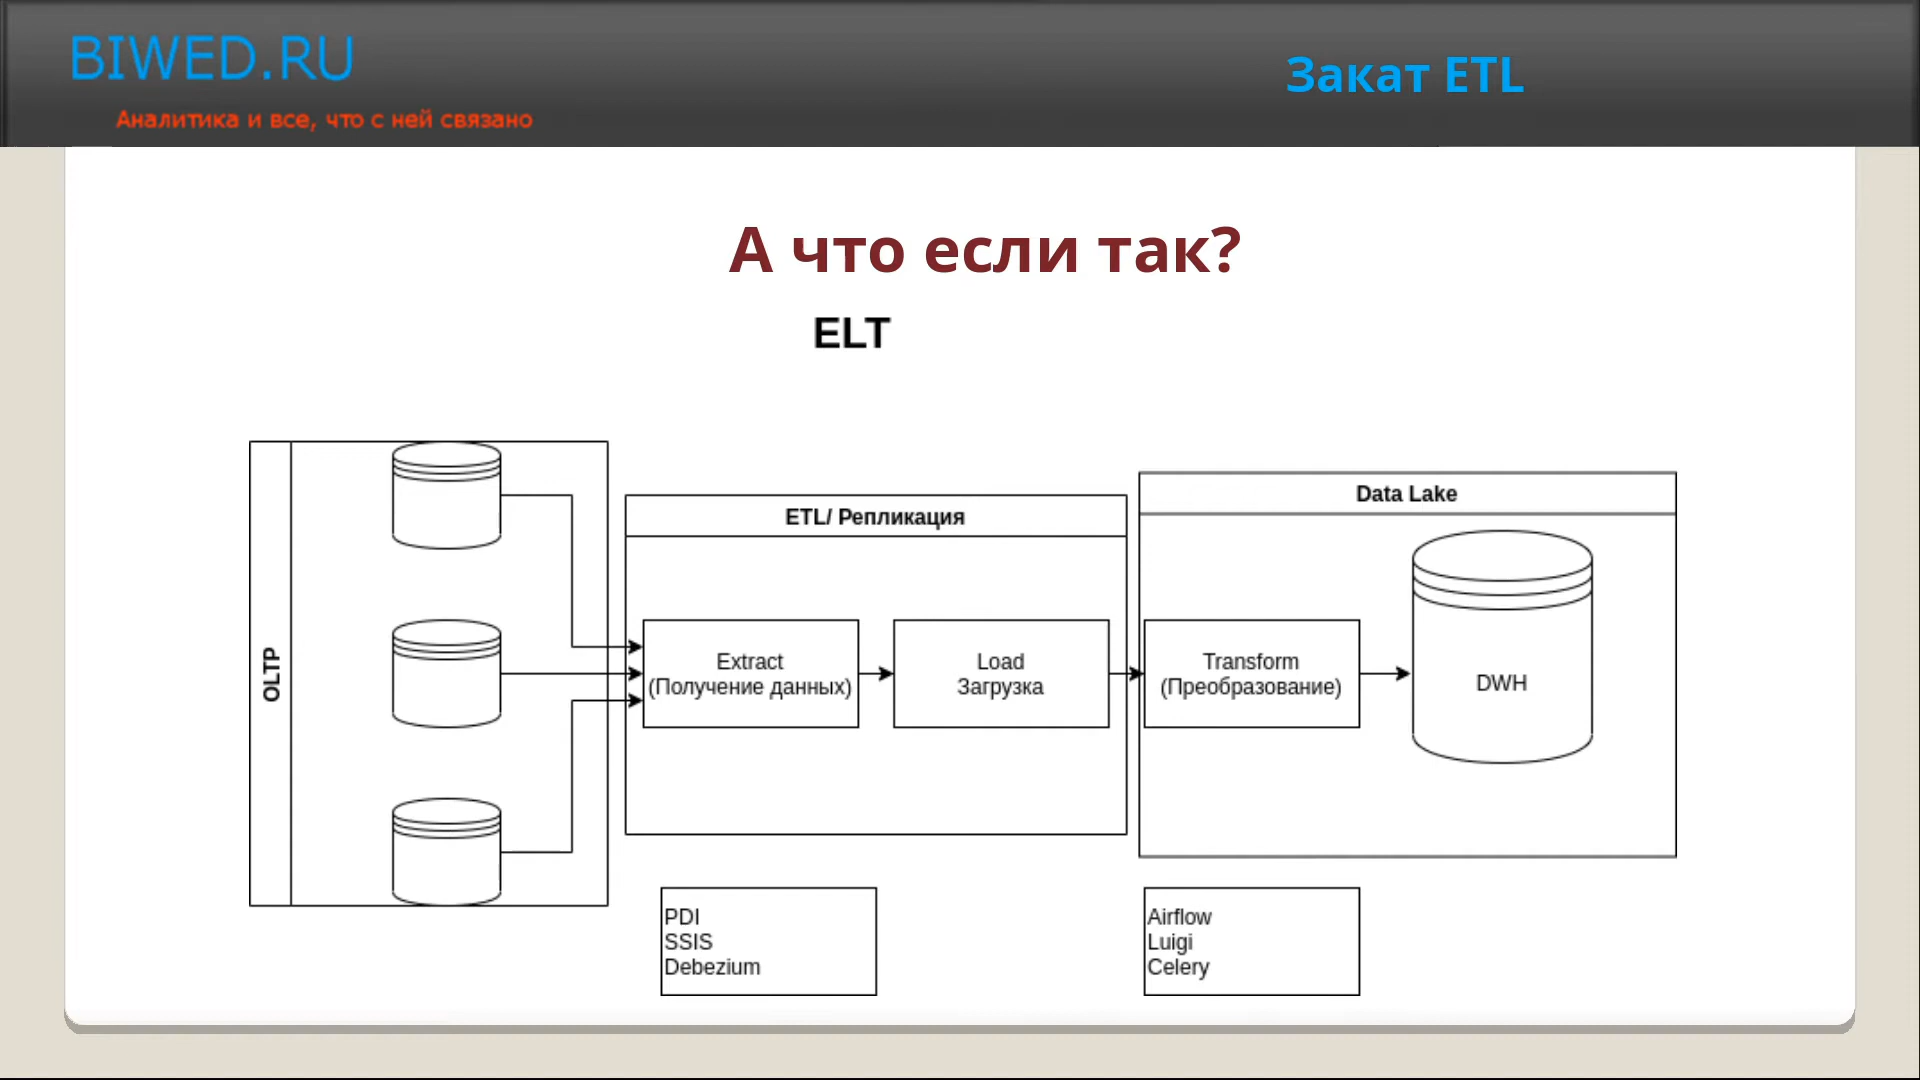 BIWED.RU
Аналитика и все, что с ней связано
Закат ETL
А что если так?
ELT
OLTP
ETL/ Репликация
Extract
(Получение данных)
Load
Загрузка
Data Lake
Transform
(Преобразование)
DWH
PDI
SSIS
Debezium
Airflow
Luigi
Celery